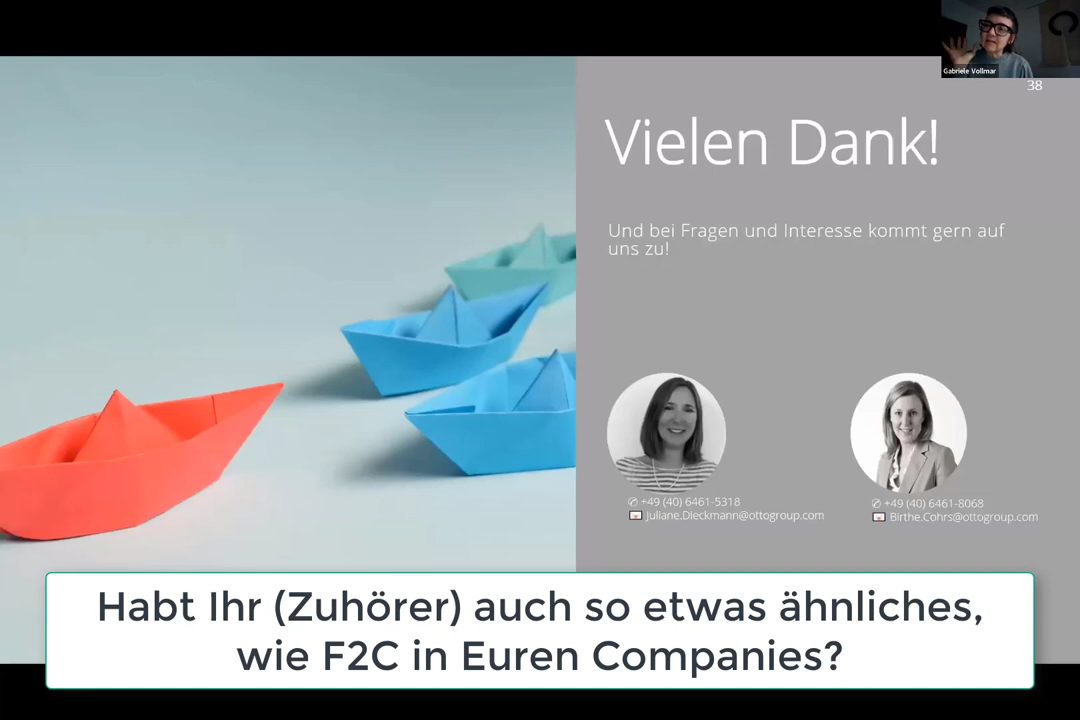 Gabriele Vollmar
38
Vielen Dank!
Und bei Fragen und Interesse kommt gern auf
uns zu!
✆ +49 (40) 6461-5318
Juliane.Dieckmann@ottogroup.com
✆ +49 (40) 6461-8068
Birthe.Cohrs@ottogroup.com
Habt Ihr (Zuhörer) auch so etwas ähnliches,
wie F2C in Euren Companies?